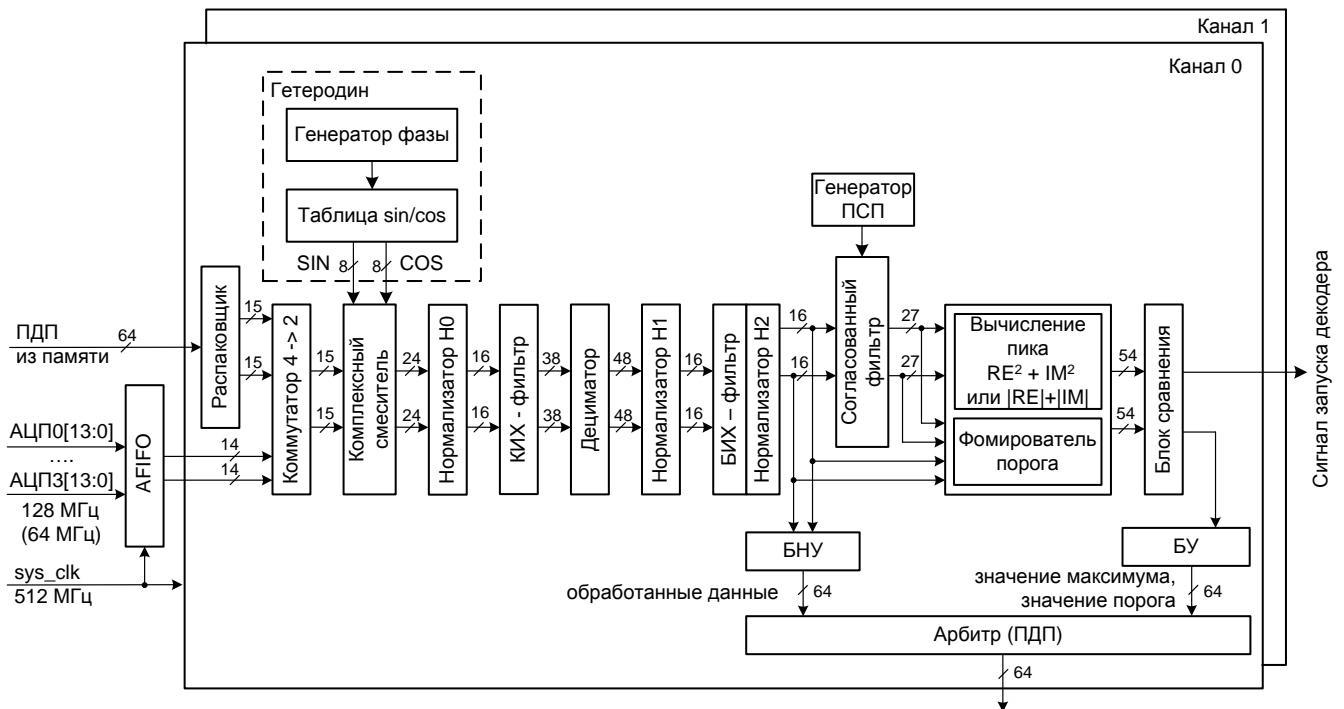 Канал 1
Канал 0
Гетеродин
Генератор фазы
Таблица sin/cos
SIN
8
8
COS
Генератор
ПСП
ПДП
из памяти
64
Распаковщик
15
15
АЦП0[13:0]
....
АЦП3[13:0]
128 МГц
(64 МГц)
AFIFO
14
14
sys_clk
512 МГц
Коммутатор 4 -> 2
15
15
Комплексный
смеситель
24
24
Нормализатор Н0
16
16
КИХ - фильтр
38
38
Дециматор
48
48
Нормализатор Н1
16
16
БИХ – фильтр
Нормализатор Н2
16
16
Согласованный
фильтр
27
27
Вычисление
пика
RE² + IM²
или |RE|+|IM|
Фомирователь
порога
54
54
Блок сравнения
Сигнал запуска декодера
БНУ
БУ
обработанные данные
64
значение максимума,
значение порога
64
Арбитр (ПДП)
64